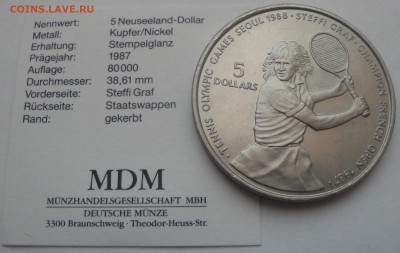 COINS.LAVE.RU
Nennwert: 5 Neuseeland-Dollar
Metall: Kupfer/Nickel
Erhaltung: Stempelglanz
Prägejahr: 1987
Auflage: 80000
Durchmesser: 38,61 mm
Vorderseite: Steffi Graf
Rückseite: Staatswappen
Rand: gekerbt
MDM
MÜNZHANDELSGESELLSCHAFT MBH
DEUTSCHE MÜNZE
3300 Braunschweig · Theodor-Heuss-Str.
· TENNIS OLYMPIC GAMES SEOUL 1988 · STEFFI GRAF · CHAMPION FRENCH OPEN 1987
5
DOLLARS